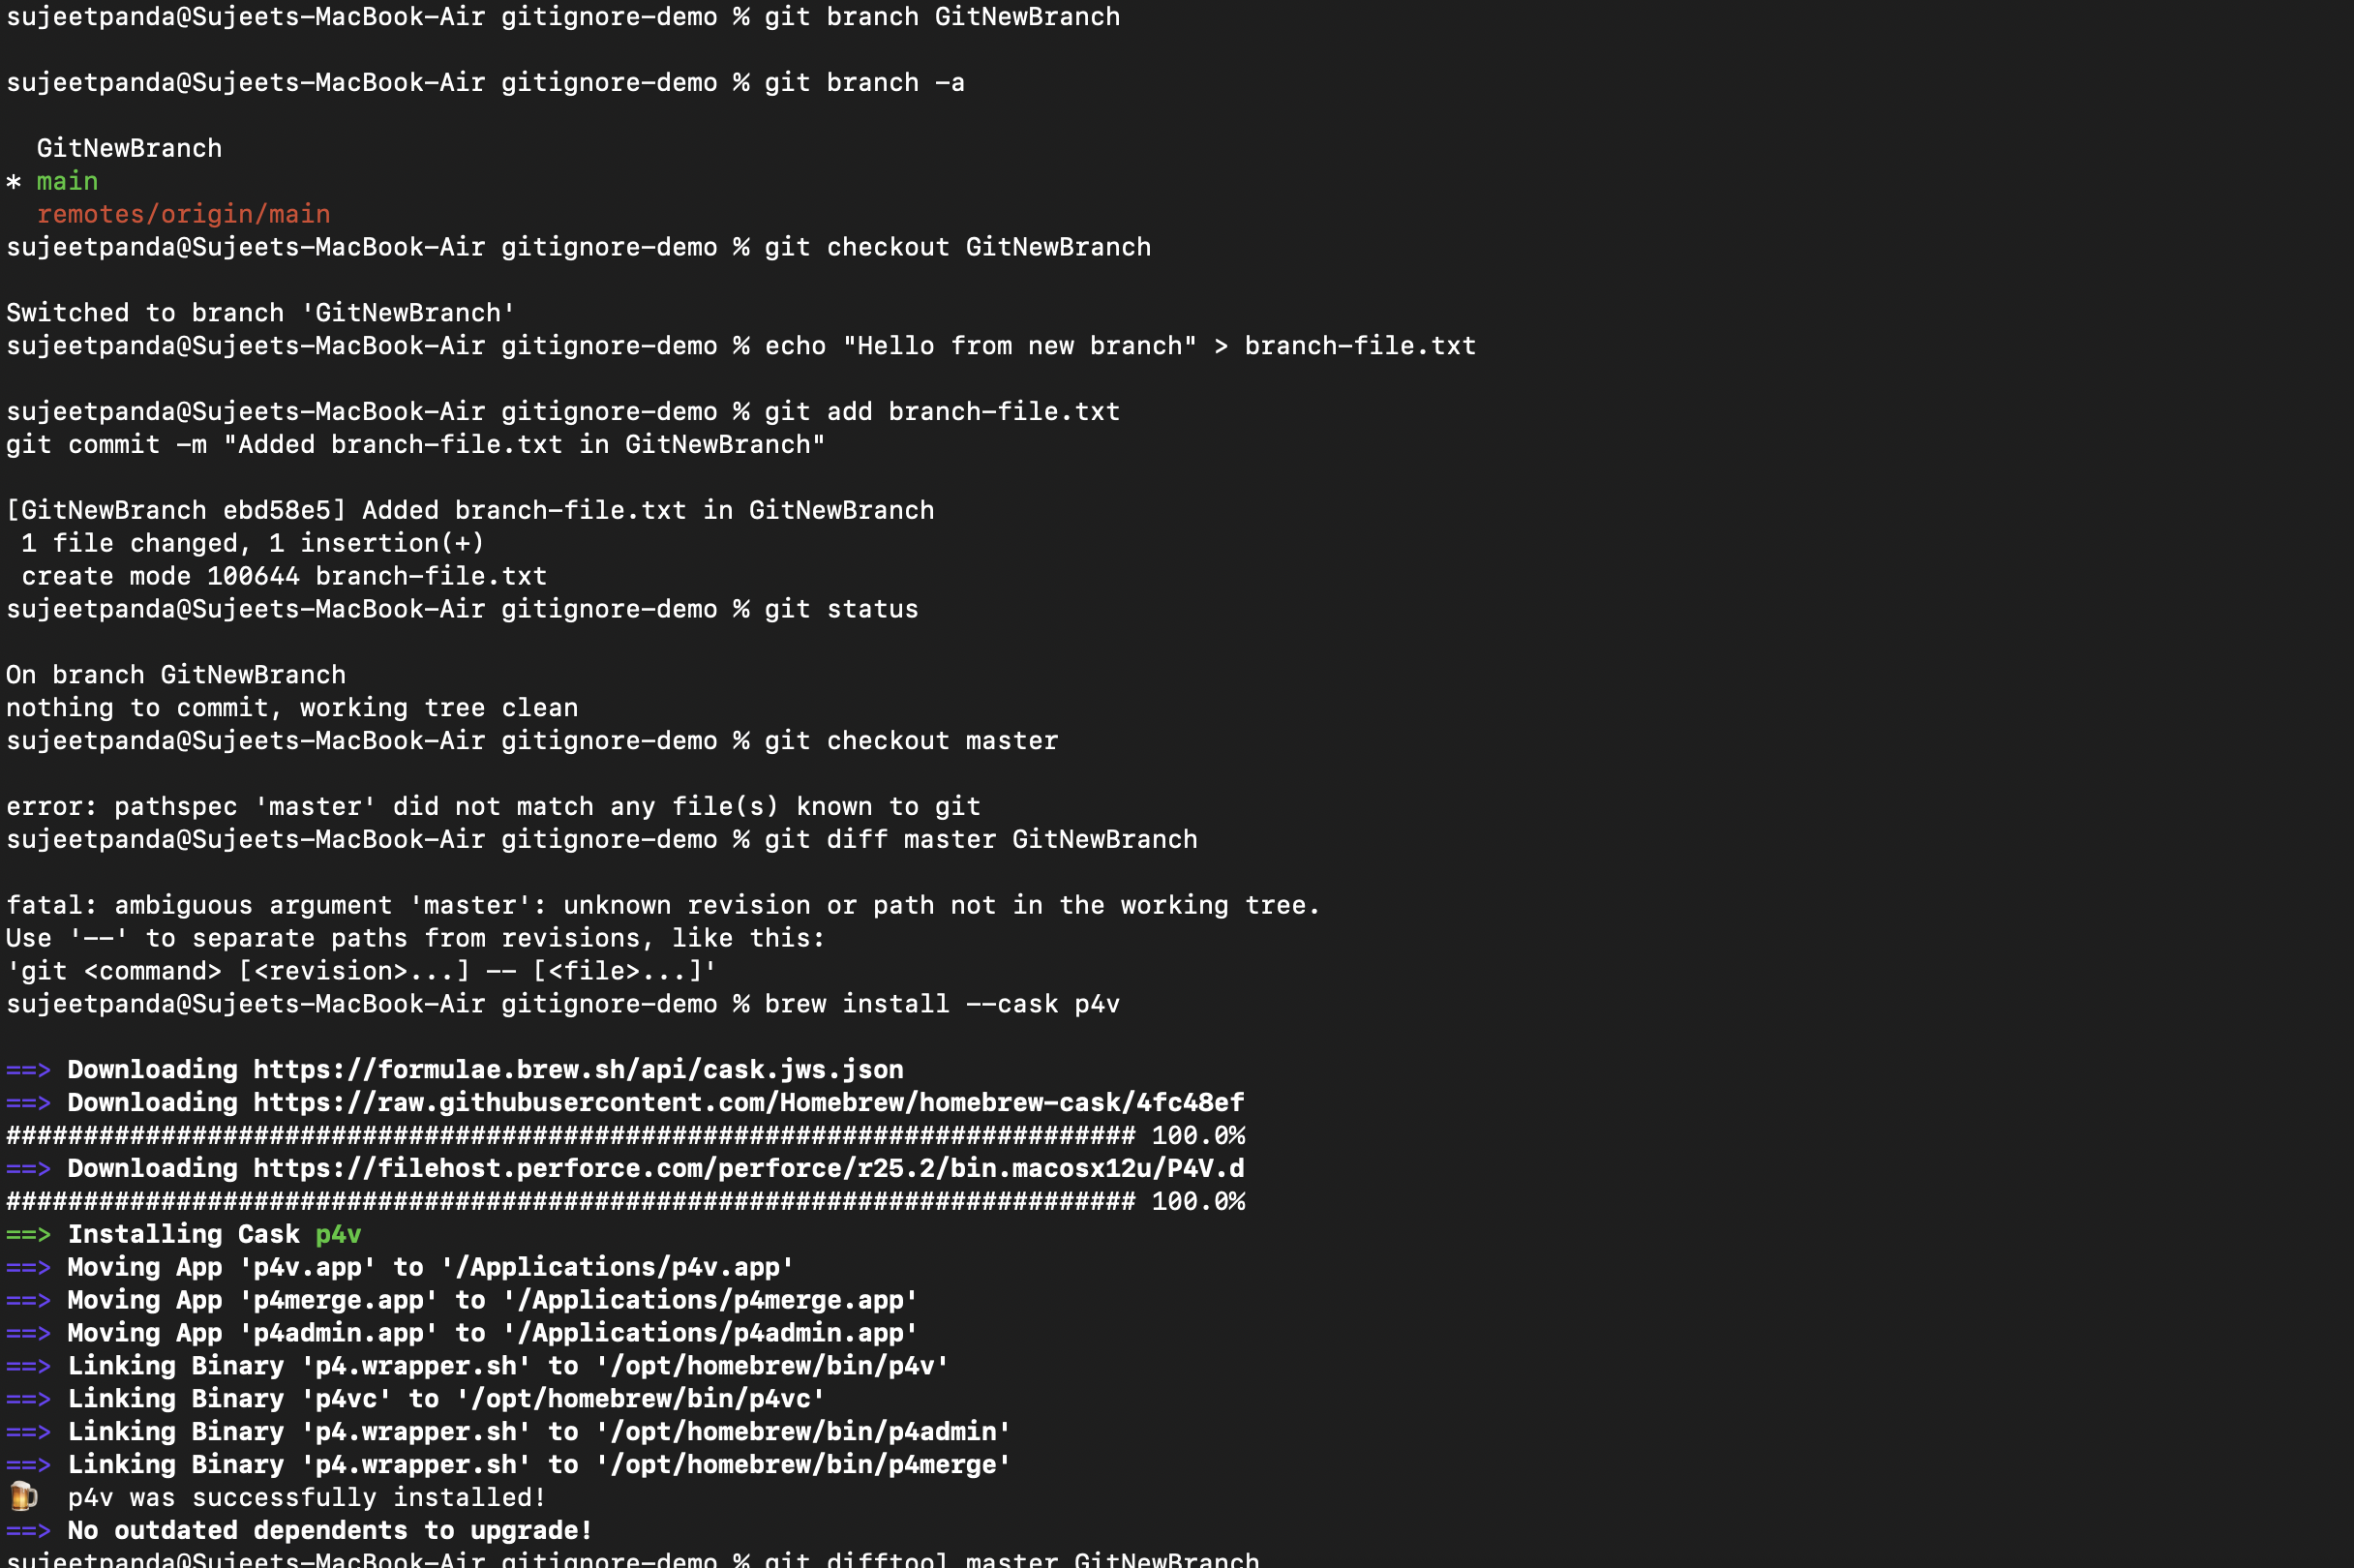 sujeetpanda@Sujeets-MacBook-Air gitignore-demo % git branch GitNewBranch
sujeetpanda@Sujeets-MacBook-Air gitignore-demo % git branch -a
  GitNewBranch
* main
  remotes/origin/main
sujeetpanda@Sujeets-MacBook-Air gitignore-demo % git checkout GitNewBranch
Switched to branch 'GitNewBranch'
sujeetpanda@Sujeets-MacBook-Air gitignore-demo % echo "Hello from new branch" > branch-file.txt
sujeetpanda@Sujeets-MacBook-Air gitignore-demo % git add branch-file.txt
git commit -m "Added branch-file.txt in GitNewBranch"
[GitNewBranch ebd58e5] Added branch-file.txt in GitNewBranch
 1 file changed, 1 insertion(+)
 create mode 100644 branch-file.txt
sujeetpanda@Sujeets-MacBook-Air gitignore-demo % git status
On branch GitNewBranch
nothing to commit, working tree clean
sujeetpanda@Sujeets-MacBook-Air gitignore-demo % git checkout master
error: pathspec 'master' did not match any file(s) known to git
sujeetpanda@Sujeets-MacBook-Air gitignore-demo % git diff master GitNewBranch
fatal: ambiguous argument 'master': unknown revision or path not in the working tree.
Use '--' to separate paths from revisions, like this:
'git <command> [<revision>...] -- [<file>...]'
sujeetpanda@Sujeets-MacBook-Air gitignore-demo % brew install --cask p4v
==> Downloading https://formulae.brew.sh/api/cask.jws.json
==> Downloading https://raw.githubusercontent.com/Homebrew/homebrew-cask/4fc48ef
######################################################################### 100.0%
==> Downloading https://filehost.perforce.com/perforce/r25.2/bin.macosx12u/P4V.d
######################################################################### 100.0%
==> Installing Cask p4v
==> Moving App 'p4v.app' to '/Applications/p4v.app'
==> Moving App 'p4merge.app' to '/Applications/p4merge.app'
==> Moving App 'p4admin.app' to '/Applications/p4admin.app'
==> Linking Binary 'p4.wrapper.sh' to '/opt/homebrew/bin/p4v'
==> Linking Binary 'p4vc' to '/opt/homebrew/bin/p4vc'
==> Linking Binary 'p4.wrapper.sh' to '/opt/homebrew/bin/p4admin'
==> Linking Binary 'p4.wrapper.sh' to '/opt/homebrew/bin/p4merge'
🍺  p4v was successfully installed!
==> No outdated dependents to upgrade!
sujeetpanda@Sujeets-MacBook-Air gitignore-demo % git difftool master GitNewBranch